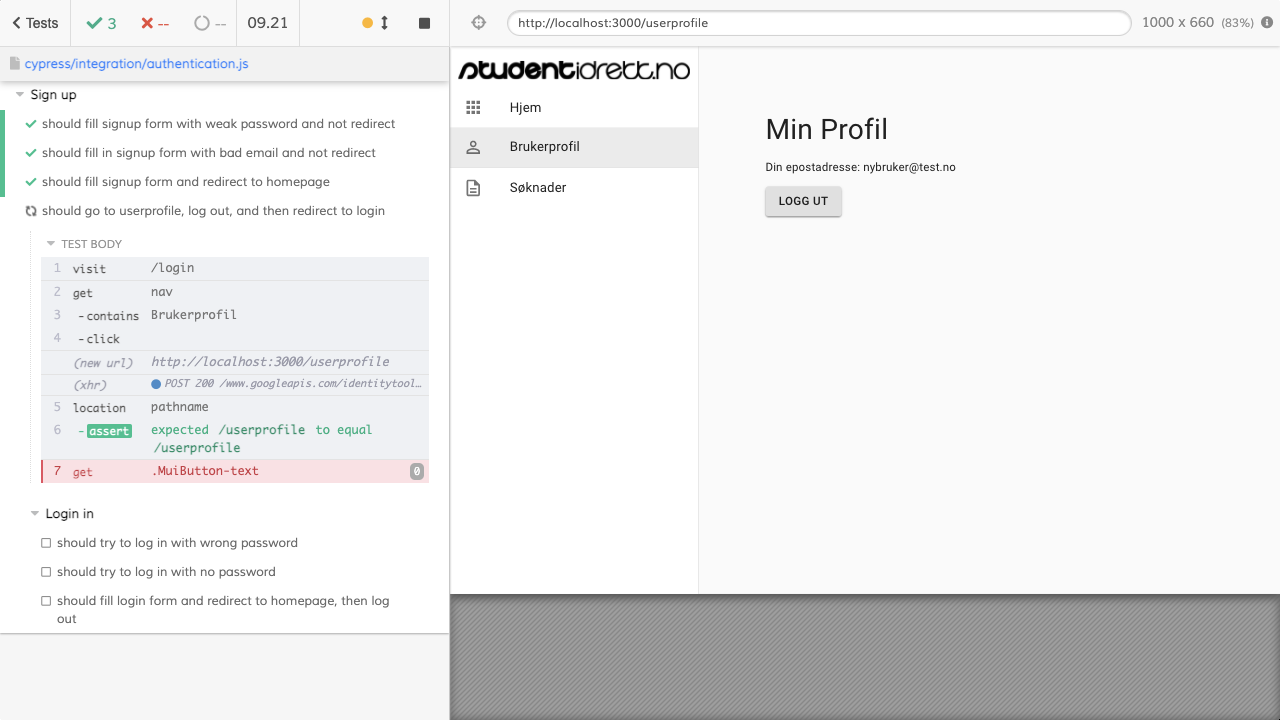 Tests
3
--
--
09.21
http://localhost:3000/userprofile
1000 x 660 (83%)
cypress/integration/authentication.js
Sign up
should fill signup form with weak password and not redirect
should fill in signup form with bad email and not redirect
should fill signup form and redirect to homepage
should go to userprofile, log out, and then redirect to login
TEST BODY
1 visit /login
2 get nav
3 - contains Brukerprofil
4 - click
(new url) http://localhost:3000/userprofile
(xhr) POST 200 /www.googleapis.com/identitytool…
5 location pathname
6 - assert expected /userprofile to equal
/userprofile
7 get .MuiButton-text 0
Login in
should try to log in with wrong password
should try to log in with no password
should fill login form and redirect to homepage, then log
out
studentidrett.no
Hjem
Brukerprofil
Søknader
Min Profil
Din epostadresse: nybruker@test.no
LOGG UT